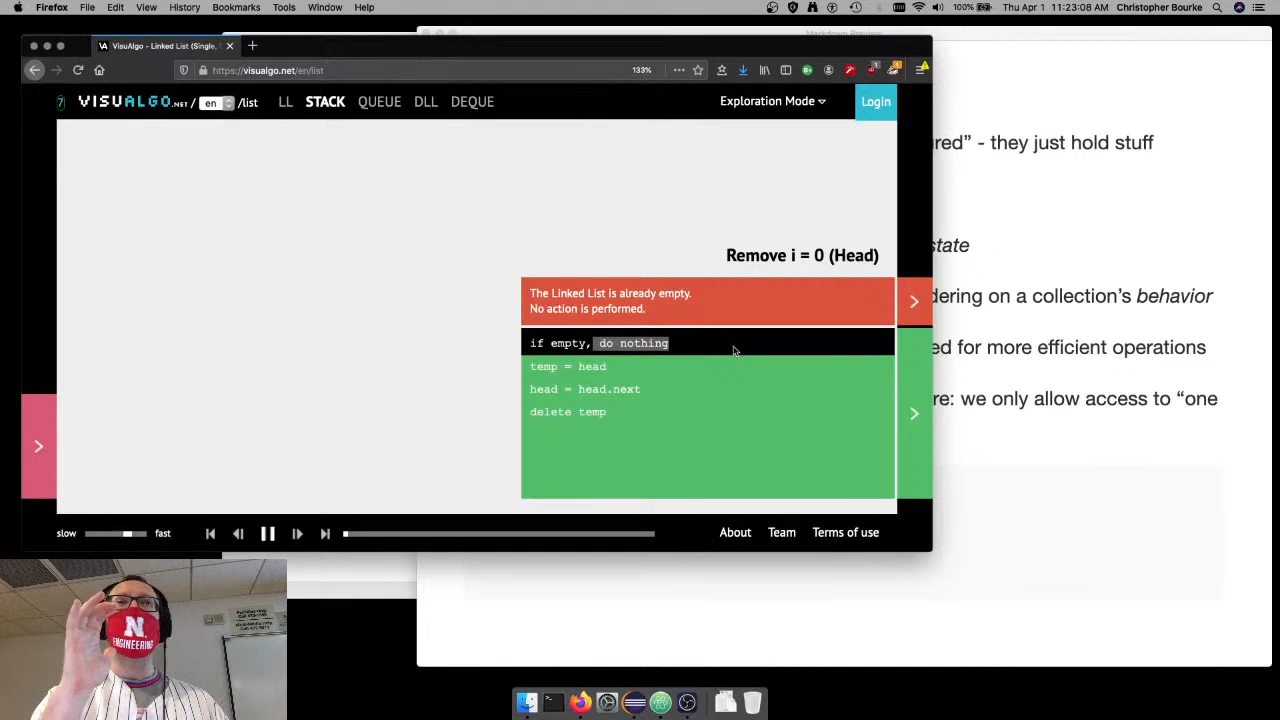 Firefox File Edit View History Bookmarks Tools Window Help
100% Thu Apr 1 11:23:08 AM Christopher Bourke
Markdown Preview
VisuAlgo - Linked List (Single,
https://visualgo.net/en/list
133%
7 VISUALGO.NET / en /list LL STACK QUEUE DLL DEQUE
Exploration Mode
Login
Remove i = 0 (Head)
The Linked List is already empty.
No action is performed.
if empty, do nothing
temp = head
head = head.next
delete temp
slow fast
About Team Terms of use
red” - they just hold stuff
state
dering on a collection’s behavior
ed for more efficient operations
re: we only allow access to “one
N
ENGINEERING